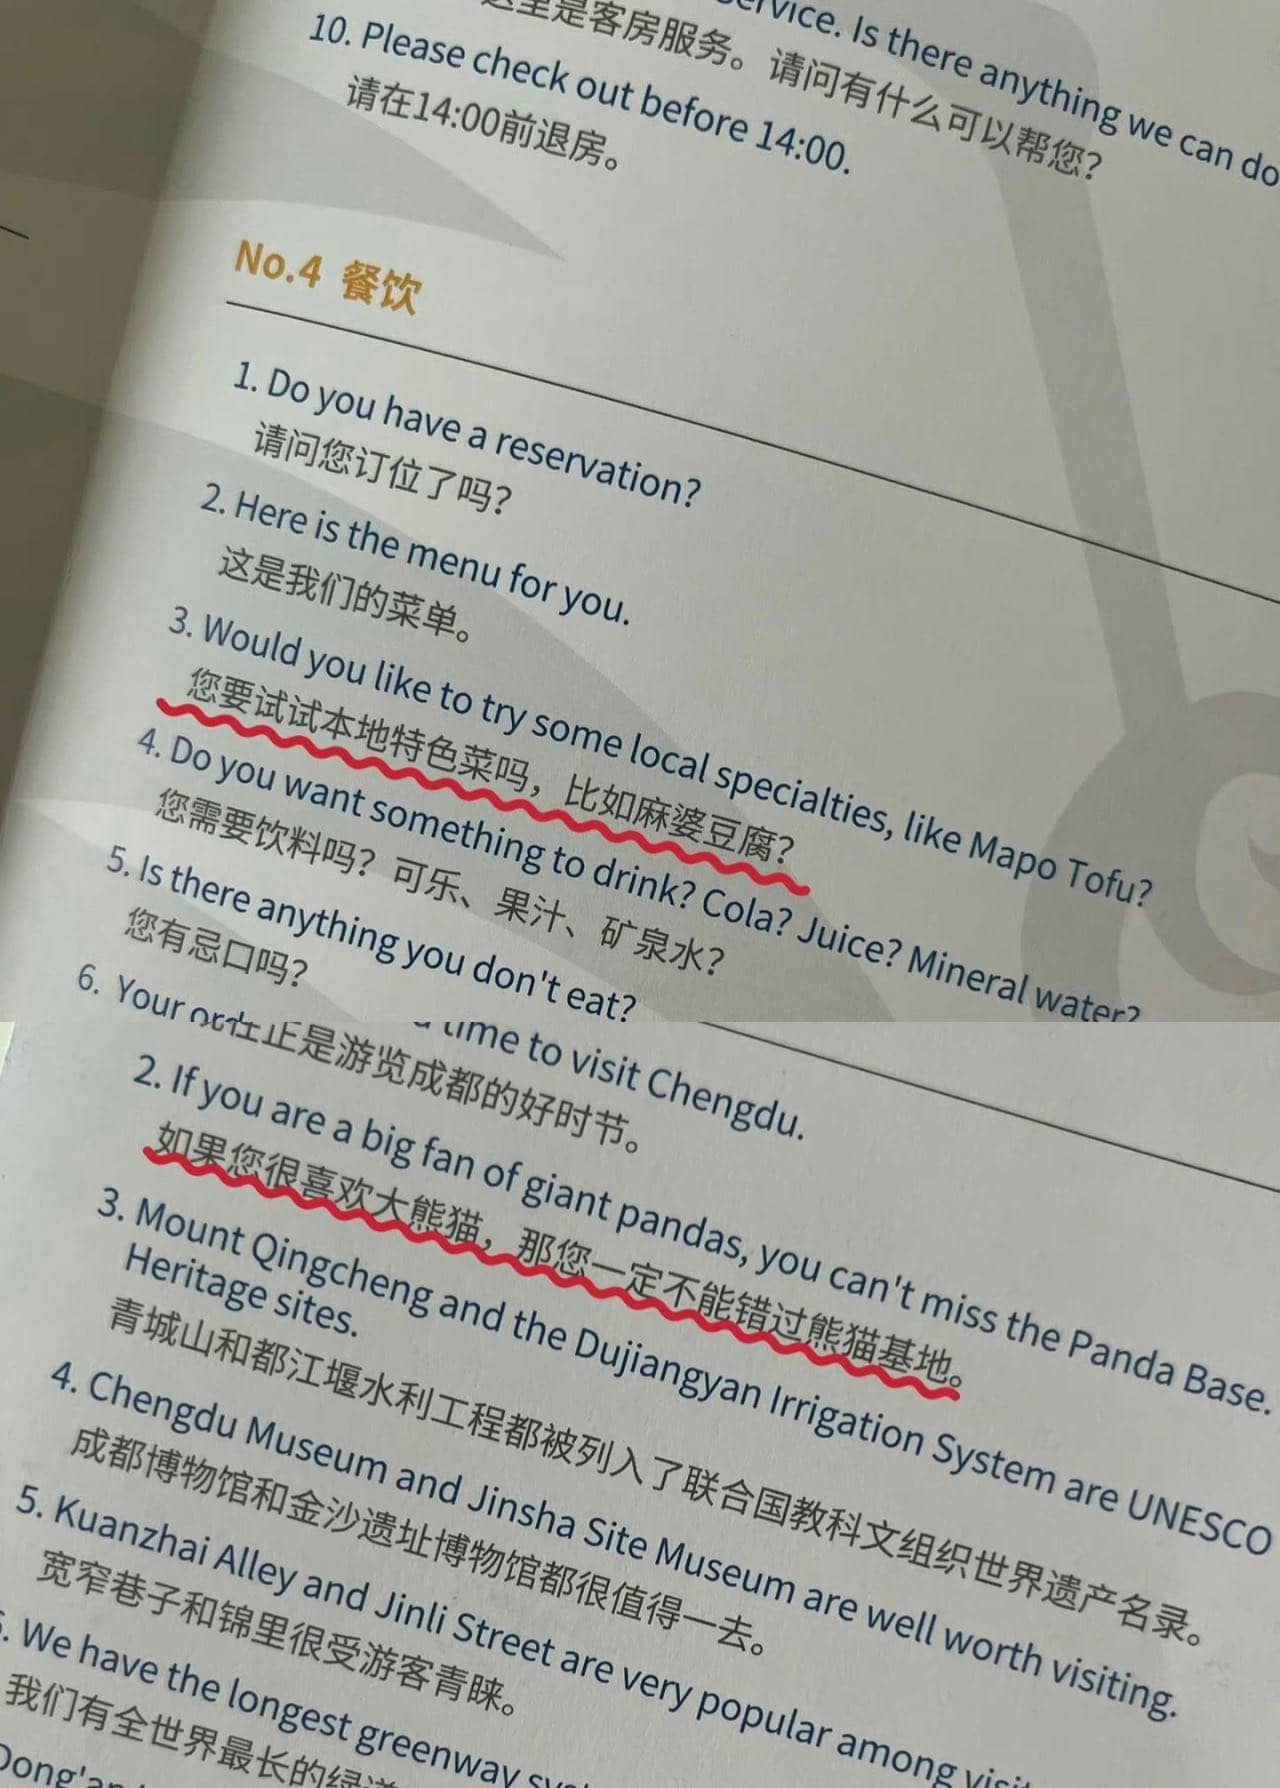 service. Is there anything we can do
这里是客房服务。请问有什么可以帮您？
10. Please check out before 14:00.
请在14:00前退房。
No.4 餐饮
1. Do you have a reservation?
请问您订位了吗？
2. Here is the menu for you.
这是我们的菜单。
3. Would you like to try some local specialties, like Mapo Tofu?
您要试试本地特色菜吗，比如麻婆豆腐？
4. Do you want something to drink? Cola? Juice? Mineral water?
您需要饮料吗？可乐、果汁、矿泉水？
5. Is there anything you don't eat?
您有忌口吗？
6. Your
time to visit Chengdu.
在正是游览成都的好时节。
2. If you are a big fan of giant pandas, you can't miss the Panda Base.
如果您很喜欢大熊猫，那您一定不能错过熊猫基地。
3. Mount Qingcheng and the Dujiangyan Irrigation System are UNESCO
Heritage sites.
青城山和都江堰水利工程都被列入了联合国教科文组织世界遗产名录。
4. Chengdu Museum and Jinsha Site Museum are well worth visiting.
成都博物馆和金沙遗址博物馆都很值得一去。
5. Kuanzhai Alley and Jinli Street are very popular among
宽窄巷子和锦里很受游客青睐。
6. We have the longest greenway
我们有全世界最长的绿道